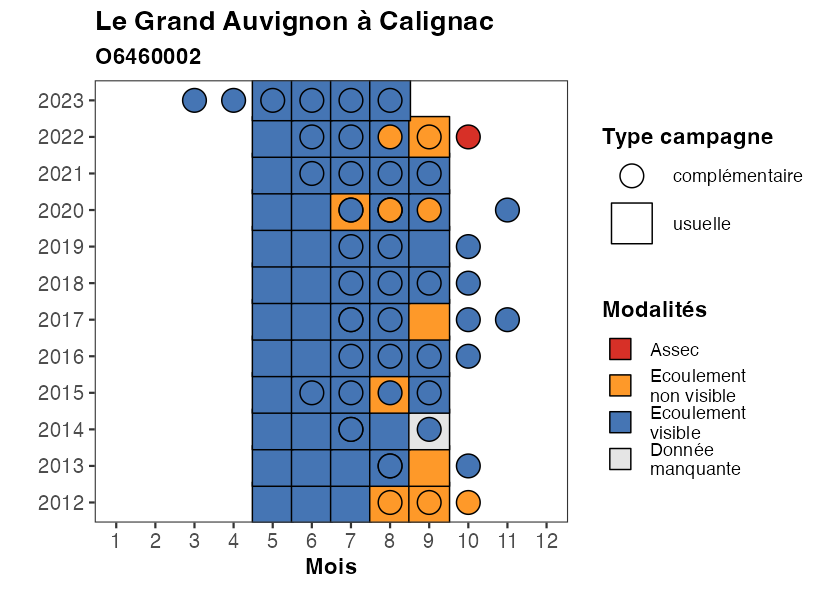 Le Grand Auvignon à Calignac
O6460002
2023
2022
2021
2020
2019
2018
2017
2016
2015
2014
2013
2012
1 2 3 4 5 6 7 8 9 10 11 12
Mois
Type campagne
complémentaire
usuelle
Modalités
Assec
Ecoulement
non visible
Ecoulement
visible
Donnée
manquante